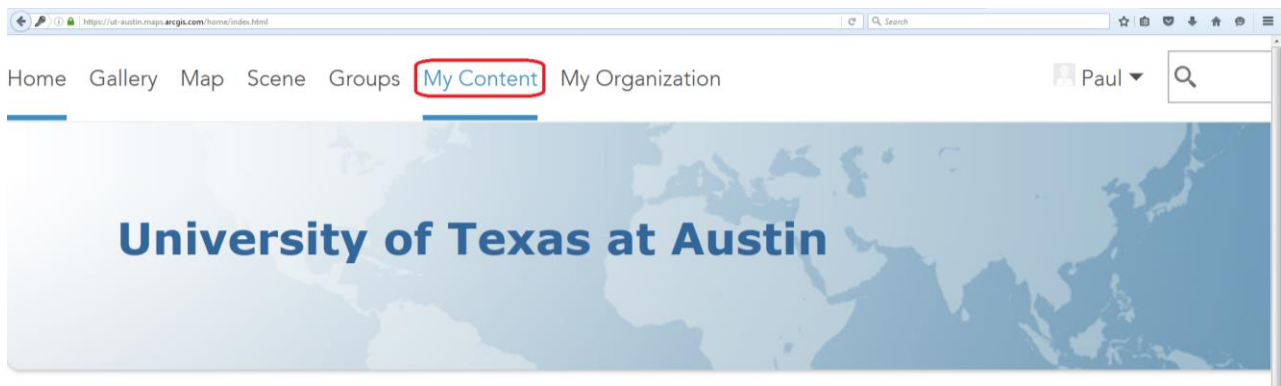 https://ut-austin.maps.arcgis.com/home/index.html Search
Home Gallery Map Scene Groups My Content My Organization Paul
University of Texas at Austin